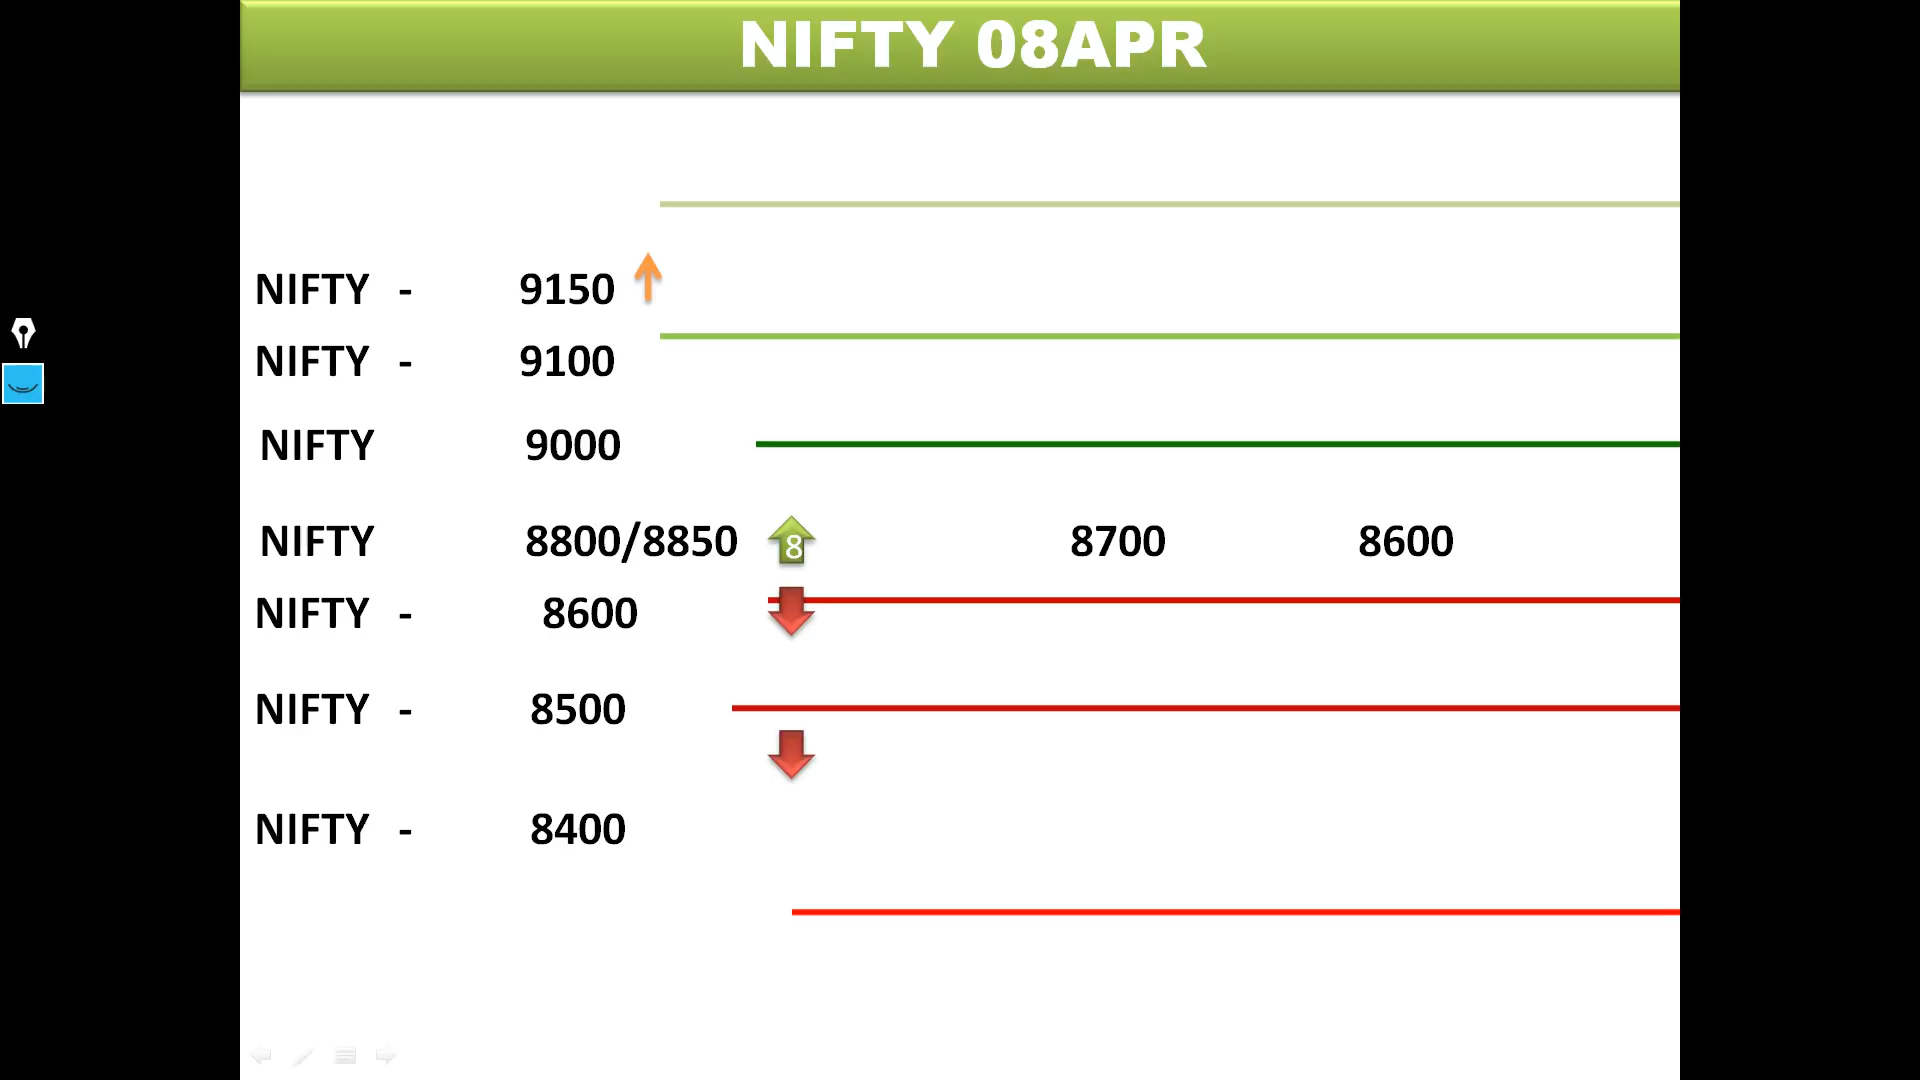 NIFTY 08APR
NIFTY - 9150
NIFTY - 9100
NIFTY 9000
NIFTY 8800/8850 8 8700 8600
NIFTY - 8600
NIFTY - 8500
NIFTY - 8400